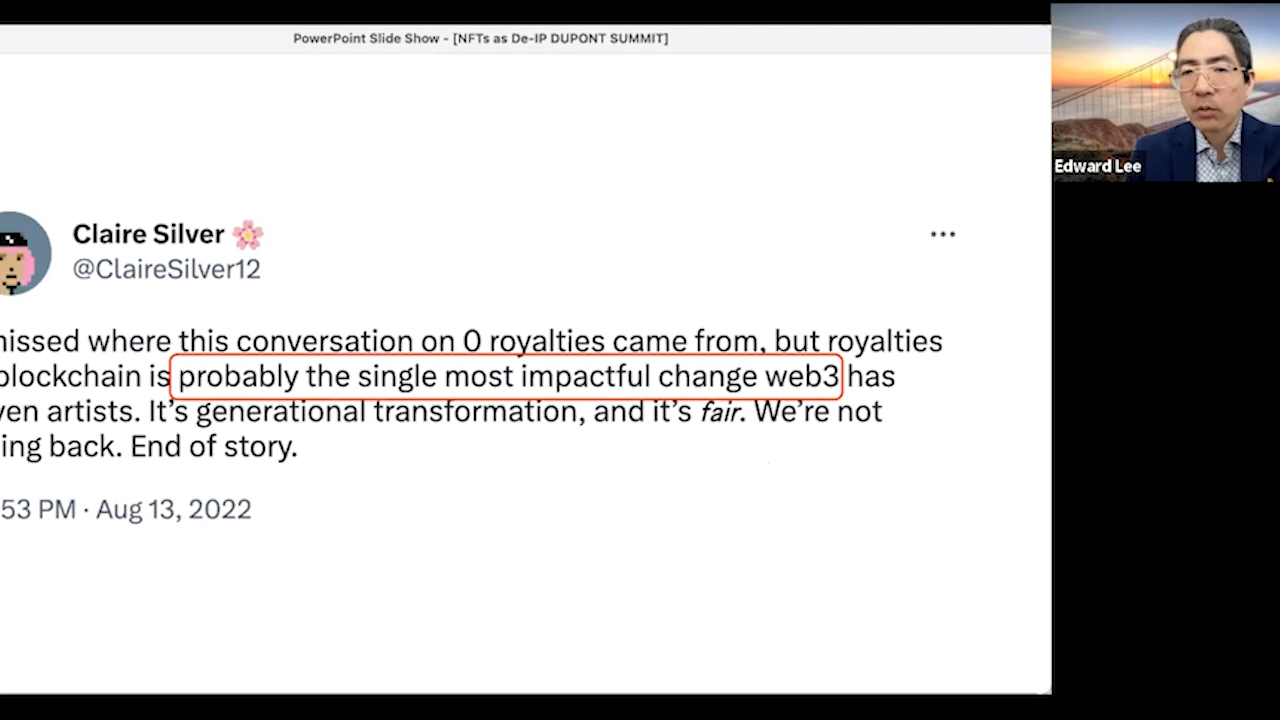 PowerPoint Slide Show - [NFTs as De-IP DUPONT SUMMIT]
Edward Lee
Claire Silver
@ClaireSilver12
nissed where this conversation on 0 royalties came from, but royalties
blockchain is probably the single most impactful change web3 has
ven artists. It’s generational transformation, and it’s fair. We’re not
ing back. End of story.
53 PM · Aug 13, 2022